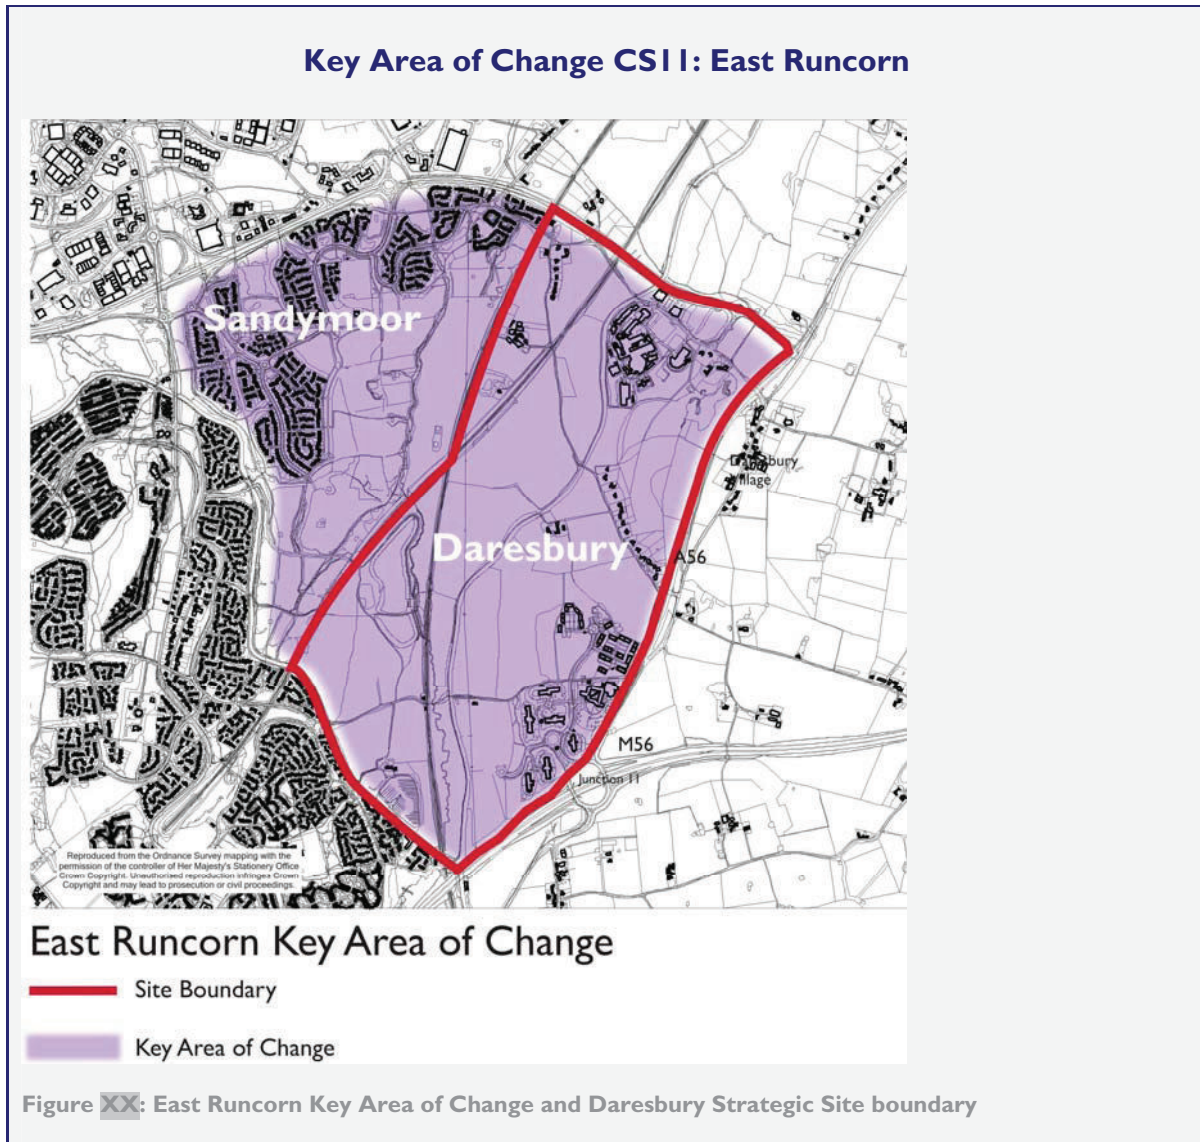 Key Area of Change CS11: East Runcorn
Sandymoor
Daresbury
Village
Daresbury
A56
M56
Junction 11
Reproduced from the Ordnance Survey mapping with the
permission of the controller of Her Majesty's Stationery Office
Crown Copyright. Unauthorised reproduction infringes Crown
Copyright and may lead to prosecution or civil proceedings.
East Runcorn Key Area of Change
Site Boundary
Key Area of Change
Figure XX: East Runcorn Key Area of Change and Daresbury Strategic Site boundary